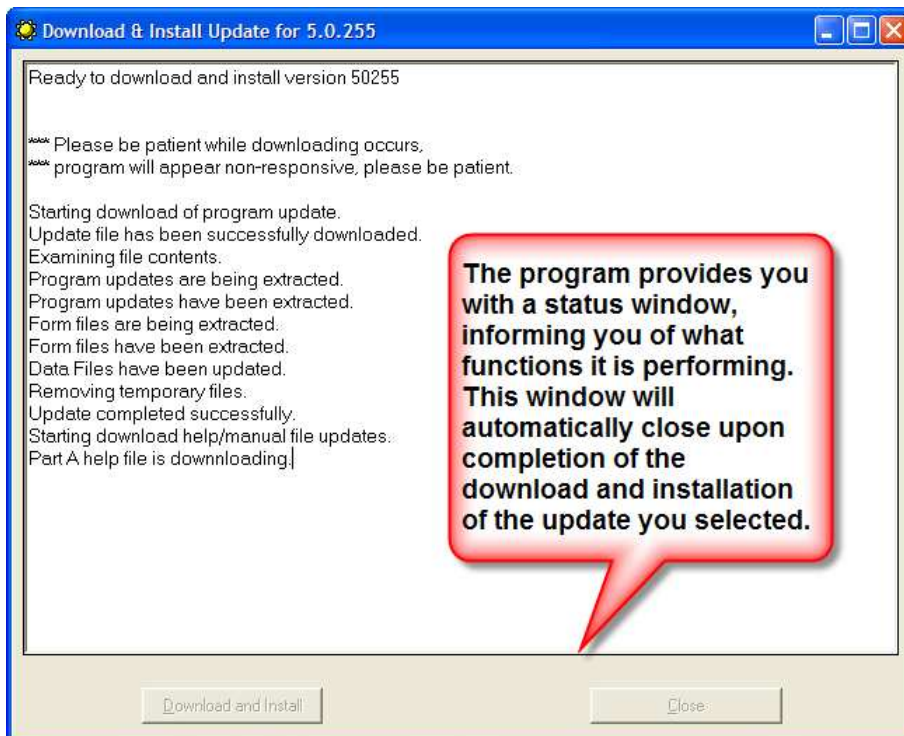 Download & Install Update for 5.0.255
Ready to download and install version 50255
*** Please be patient while downloading occurs,
*** program will appear non-responsive, please be patient.
Starting download of program update.
Update file has been successfully downloaded.
Examining file contents.
Program updates are being extracted.
Program updates have been extracted.
Form files are being extracted.
Form files have been extracted.
Data Files have been updated.
Removing temporary files.
Update completed successfully.
Starting download help/manual file updates.
Part A help file is downnloading.
The program provides you
with a status window,
informing you of what
functions it is performing.
This window will
automatically close upon
completion of the
download and installation
of the update you selected.
Download and Install
Close